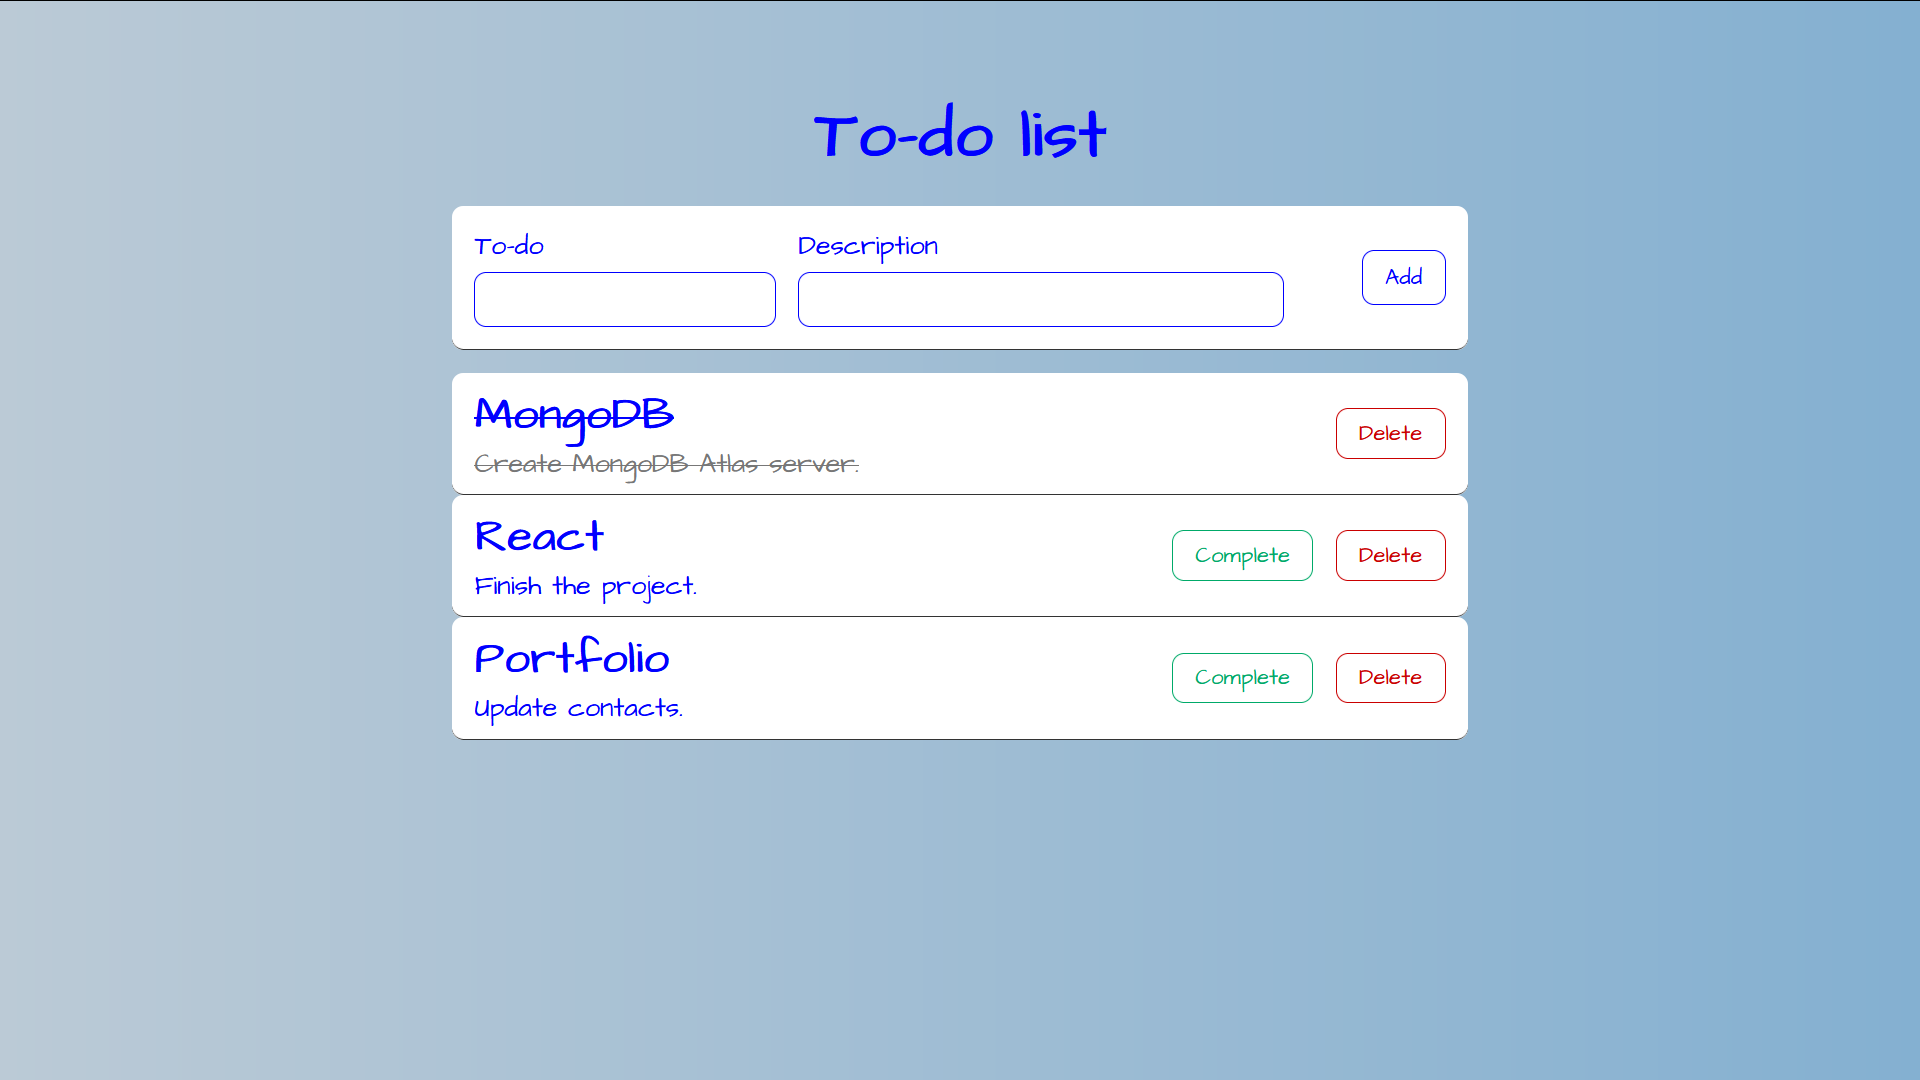 To-do list
To-do Description
Add
MongoDB
Create MongoDB Atlas server.
Delete
React
Finish the project.
Complete Delete
Portfolio
Update contacts.
Complete Delete